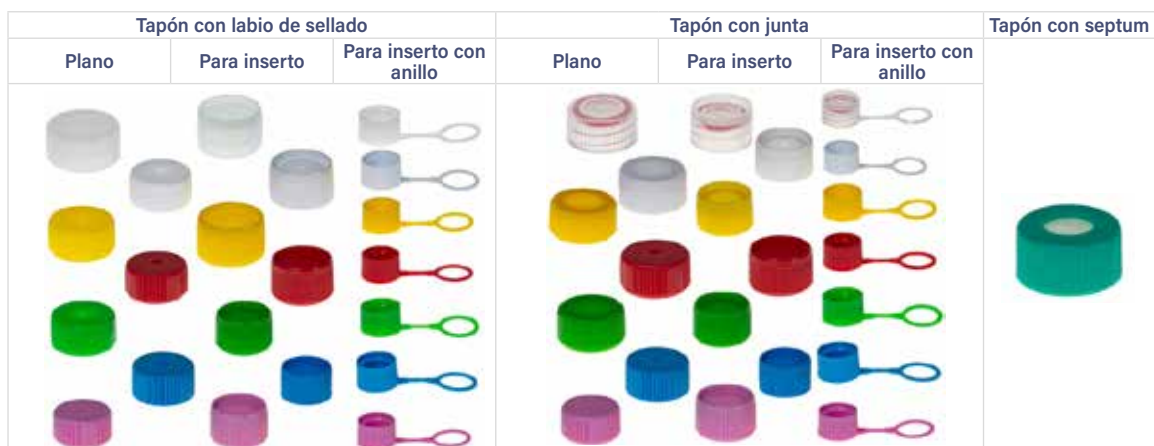 Tapón con labio de sellado
Tapón con junta
Tapón con septum
Plano
Para inserto
Para inserto con
anillo
Plano
Para inserto
Para inserto con
anillo